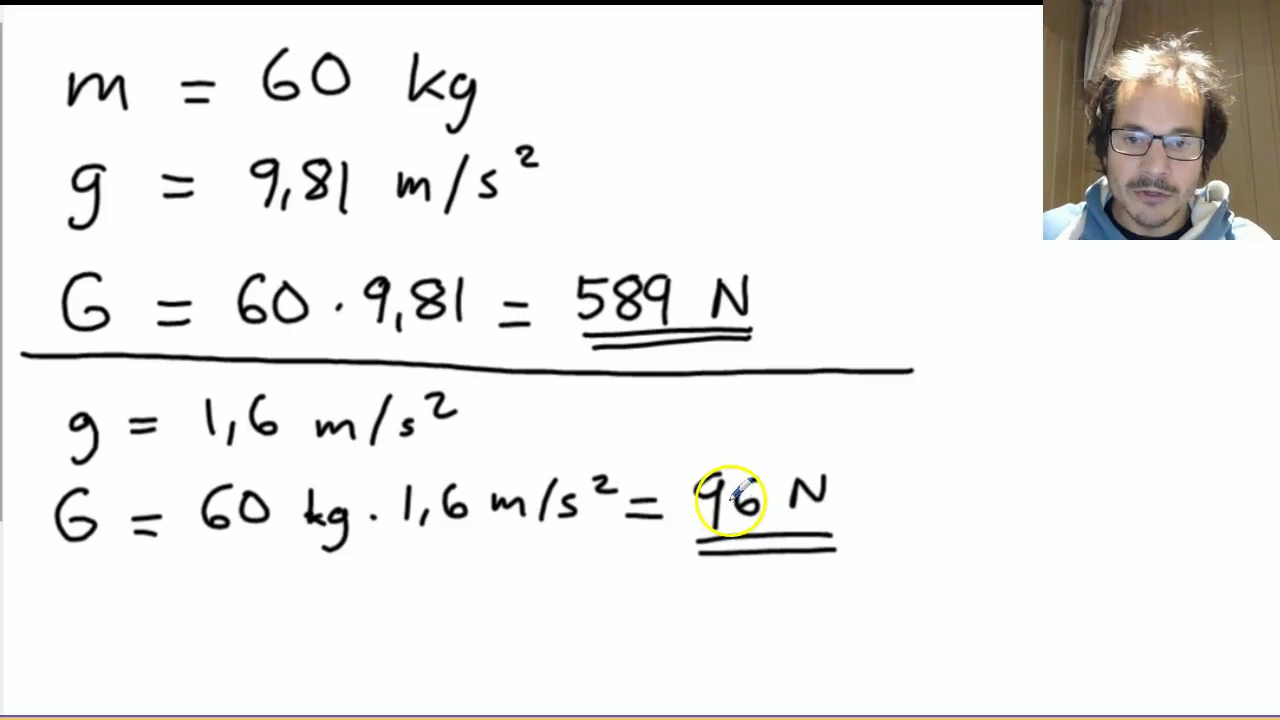 m = 60 kg
g = 9,81 m/s²
G = 60 · 9,81 = 589 N
g = 1,6 m/s²
G = 60 kg · 1,6 m/s² = 96 N